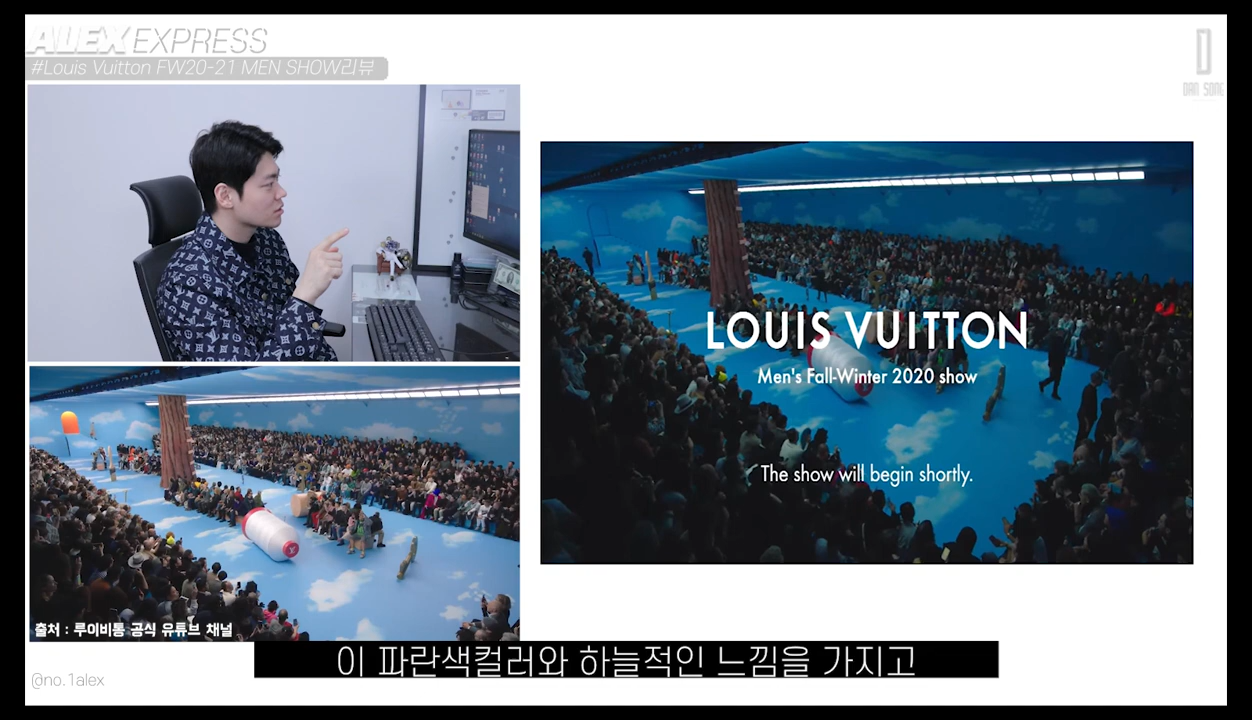 ALEX EXPRESS
#Louis Vuitton FW20-21 MEN SHOW리뷰
DAN SONG
LOUIS VUITTON
Men's Fall-Winter 2020 show
The show will begin shortly.
출처 : 루이비통 공식 유튜브 채널
이 파란색컬러와 하늘적인 느낌을 가지고
@no.1alex